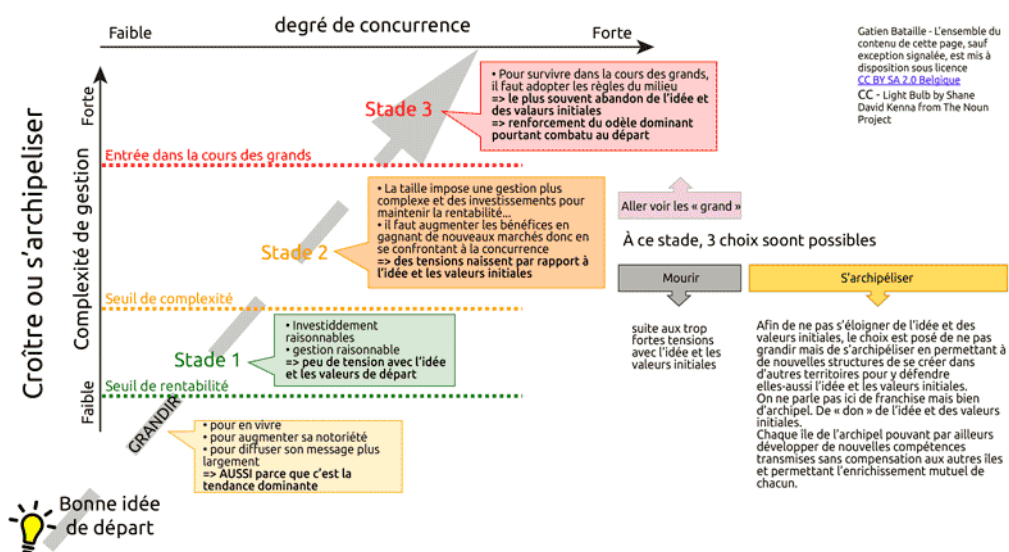 degré de concurrence
Faible
Forte
Gatien Bataille - L'ensemble du
contenu de cette page, sauf
exception signalée, est mis à
disposition sous licence
CC BY SA 2.0 Belgique
CC - Light Bulb by Shane
David Kenna from The Noun
Project
Croître ou s'archipeliser
Complexité de gestion
Forte
Faible
Stade 3
• Pour survivre dans la cours des grands,
il faut adopter les règles du milieu
=> le plus souvent abandon de l'idée et
des valaurs initiales
=> renforcement du odèle dominant
pourtant combatu au départ
Entrée dans la cours des grands
Stade 2
• La taille impose une gestion plus
complexe et des investissements pour
maintenir la rentabilité...
• il faut augmenter les bénéfices en
gagnant de nouveaux marchés donc en
se confrontant à la concurrence
=> des tensions naissent par rapport à
l'idée et les valeurs initiales
Aller voir les « grand »
À ce stade, 3 choix soont possibles
Mourir
S'archipéliser
Seuil de complexité
Stade 1
• Investiddement
raisonnables
• gestion raisonnable
=> peu de tension avec l'idée
et les valeurs de départ
suite aux trop
fortes tensions
avec l'idée et les
valeurs initiales
Afin de ne pas s'éloigner de l'idée et des
valeurs initiales, le choix est posé de ne pas
grandir mais de s'archipéliser en permettant à
de nouvelles structures de se créer dans
d'autres territoires pour y défendre
elles-aussi l'idée et les valeurs initiales.
On ne parle pas ici de franchise mais bien
d'archipel. De « don » de l'idée et des valeurs
initiales.
Chaque île de l'archipel pouvant par ailleurs
développer de nouvelles compétences
transmises sans compensation aux autres îles
et permettant l'enrichissement mutuel de
chacun.
Seuil de rentabilité
GRANDIR
• pour en vivre
• pour augmenter sa notoriété
• pour diffuser son message plus
largement
=> AUSSI parce que c'est la
tendance dominante
Bonne idée
de départ